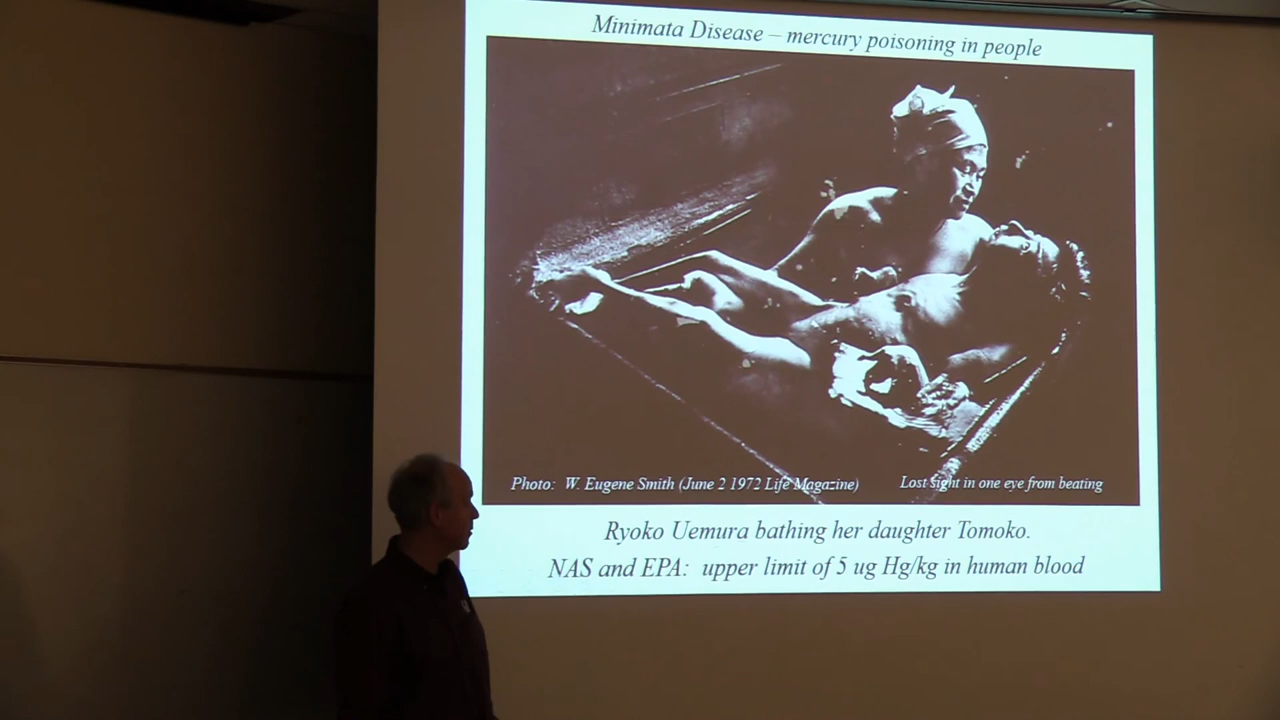 Minimata Disease – mercury poisoning in people
Photo: W. Eugene Smith (June 2 1972 Life Magazine)
Lost sight in one eye from beating
Ryoko Uemura bathing her daughter Tomoko.
NAS and EPA: upper limit of 5 ug Hg/kg in human blood